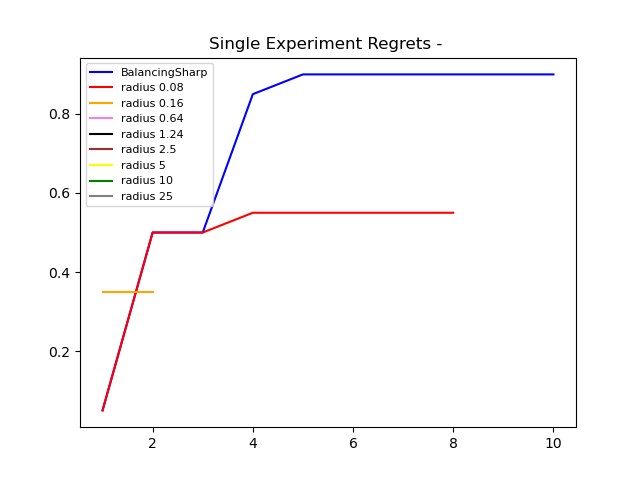 Single Experiment Regrets -
BalancingSharp
radius 0.08
radius 0.16
radius 0.64
radius 1.24
radius 2.5
radius 5
radius 10
radius 25
0.8
0.6
0.4
0.2
2 4 6 8 10